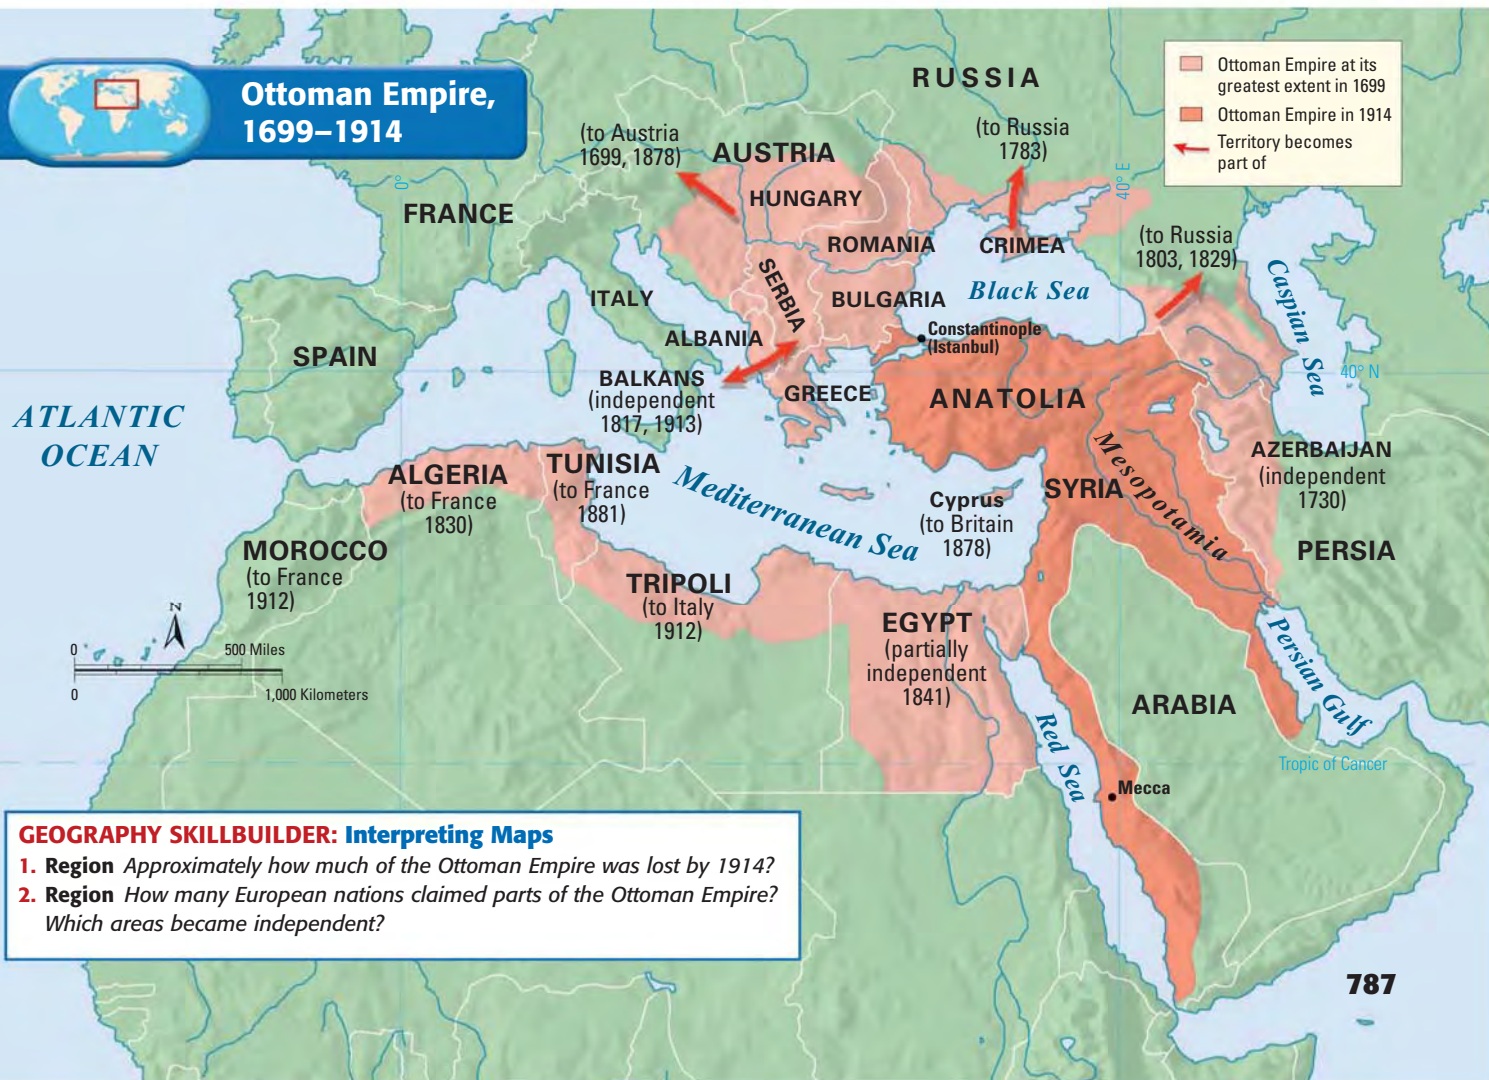 Ottoman Empire,
1699–1914
RUSSIA
Ottoman Empire at its
greatest extent in 1699
Ottoman Empire in 1914
Territory becomes
part of
(to Austria
1699, 1878)
AUSTRIA
(to Russia
1783)
0°
40° E
FRANCE
HUNGARY
ROMANIA
CRIMEA
(to Russia
1803, 1829)
SERBIA
BULGARIA
Black Sea
Caspian Sea
ITALY
ALBANIA
Constantinople
(Istanbul)
SPAIN
40° N
BALKANS
(independent
1817, 1913)
GREECE
ANATOLIA
ATLANTIC
OCEAN
Mesopotamia
AZERBAIJAN
(independent
1730)
ALGERIA
(to France
1830)
TUNISIA
(to France
1881)
Mediterranean Sea
Cyprus
(to Britain
1878)
SYRIA
PERSIA
MOROCCO
(to France
1912)
TRIPOLI
(to Italy
1912)
EGYPT
(partially
independent
1841)
N
0 500 Miles
0 1,000 Kilometers
Persian Gulf
ARABIA
Red Sea
Tropic of Cancer
Mecca
GEOGRAPHY SKILLBUILDER: Interpreting Maps
1. Region Approximately how much of the Ottoman Empire was lost by 1914?
2. Region How many European nations claimed parts of the Ottoman Empire?
Which areas became independent?
787